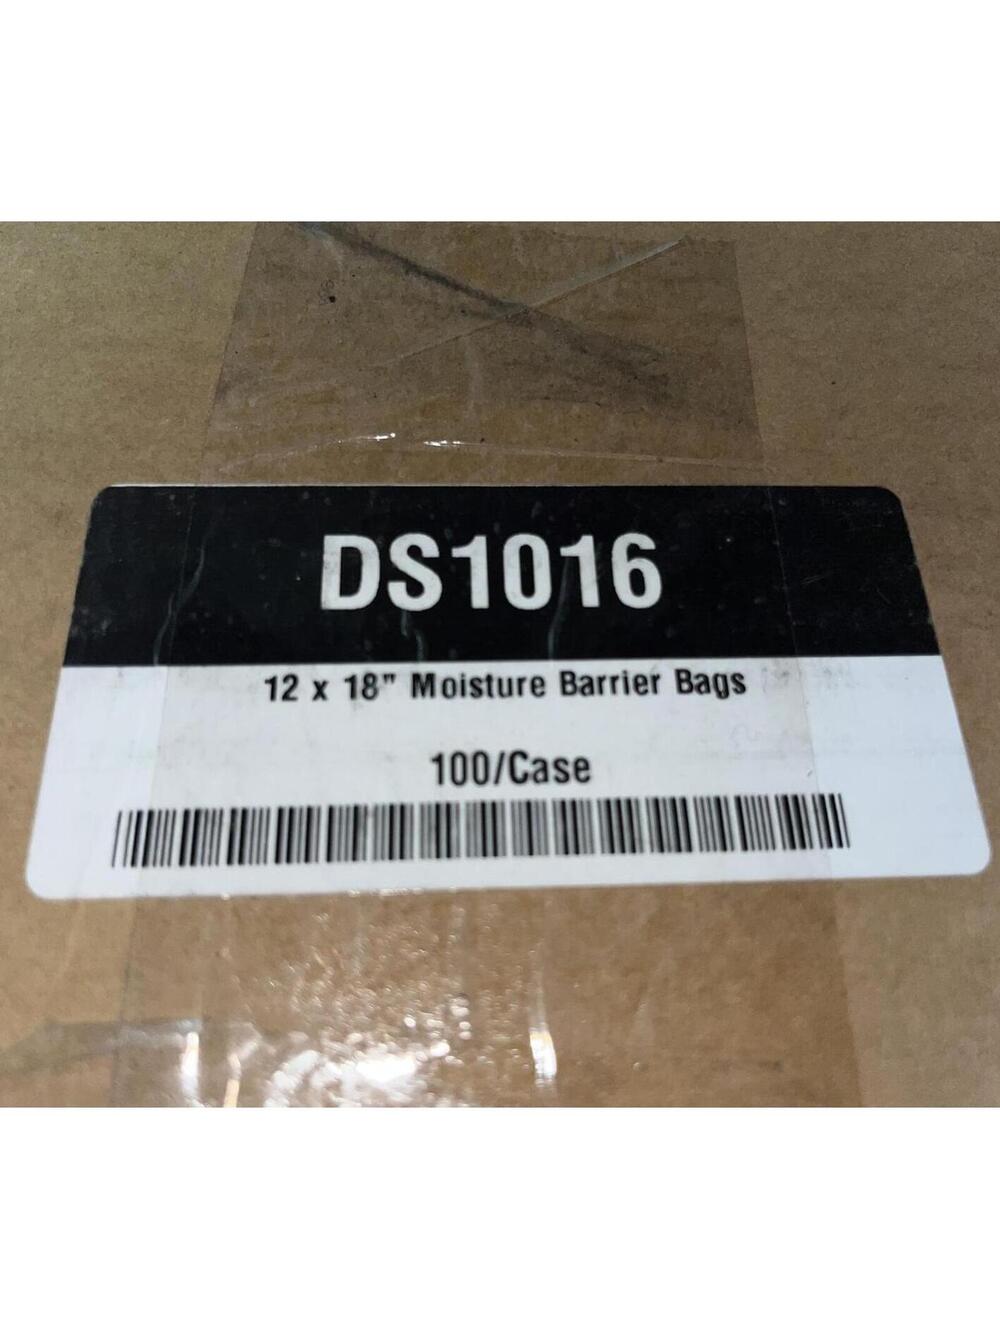 DS1016
12 x 18" Moisture Barrier Bags
100/Case